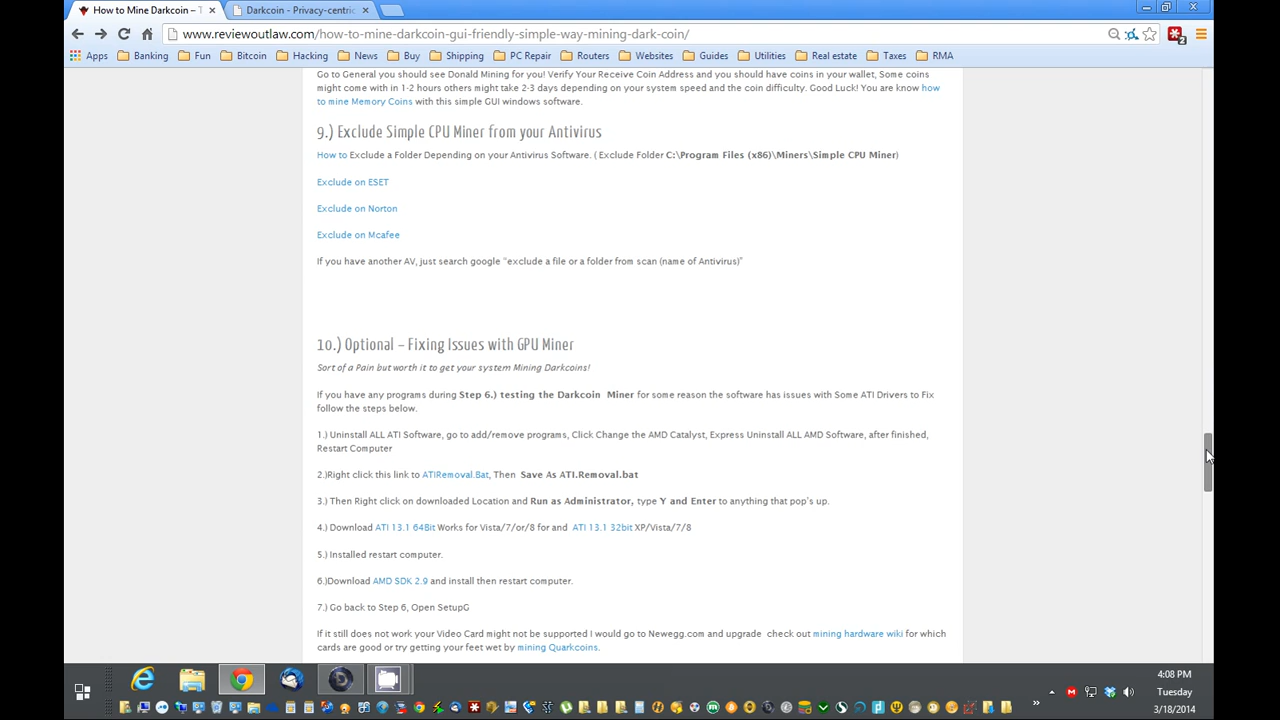 How to Mine Darkcoin – T
Darkcoin - Privacy-centric
www.reviewoutlaw.com/how-to-mine-darkcoin-gui-friendly-simple-way-mining-dark-coin/
2
Apps Banking Fun Bitcoin Hacking News Buy Shipping PC Repair Routers Websites Guides Utilities Real estate Taxes RMA
Go to General you should see Donald Mining for you! Verify Your Receive Coin Address and you should have coins in your wallet, Some coins
might come with in 1-2 hours others might take 2-3 days depending on your system speed and the coin difficulty. Good Luck! You are know how
to mine Memory Coins with this simple GUI windows software.
9.) Exclude Simple CPU Miner from your Antivirus
How to Exclude a Folder Depending on your Antivirus Software. ( Exclude Folder C:\Program Files (x86)\Miners\Simple CPU Miner)
Exclude on ESET
Exclude on Norton
Exclude on Mcafee
If you have another AV, just search google "exclude a file or a folder from scan (name of Antivirus)"
10.) Optional – Fixing Issues with GPU Miner
Sort of a Pain but worth it to get your system Mining Darkcoins!
If you have any programs during Step 6.) testing the Darkcoin Miner for some reason the software has issues with Some ATI Drivers to Fix
follow the steps below.
1.) Uninstall ALL ATI Software, go to add/remove programs, Click Change the AMD Catalyst, Express Uninstall ALL AMD Software, after finished,
Restart Computer
2.)Right click this link to ATIRemoval.Bat, Then Save As ATI.Removal.bat
3.) Then Right click on downloaded Location and Run as Administrator, type Y and Enter to anything that pop's up.
4.) Download ATI 13.1 64Bit Works for Vista/7/or/8 for and ATI 13.1 32bit XP/Vista/7/8
5.) Installed restart computer.
6.)Download AMD SDK 2.9 and install then restart computer.
7.) Go back to Step 6, Open SetupG
If it still does not work your Video Card might not be supported I would go to Newegg.com and upgrade check out mining hardware wiki for which
cards are good or try getting your feet wet by mining Quarkcoins.
4:08 PM
Tuesday
3/18/2014